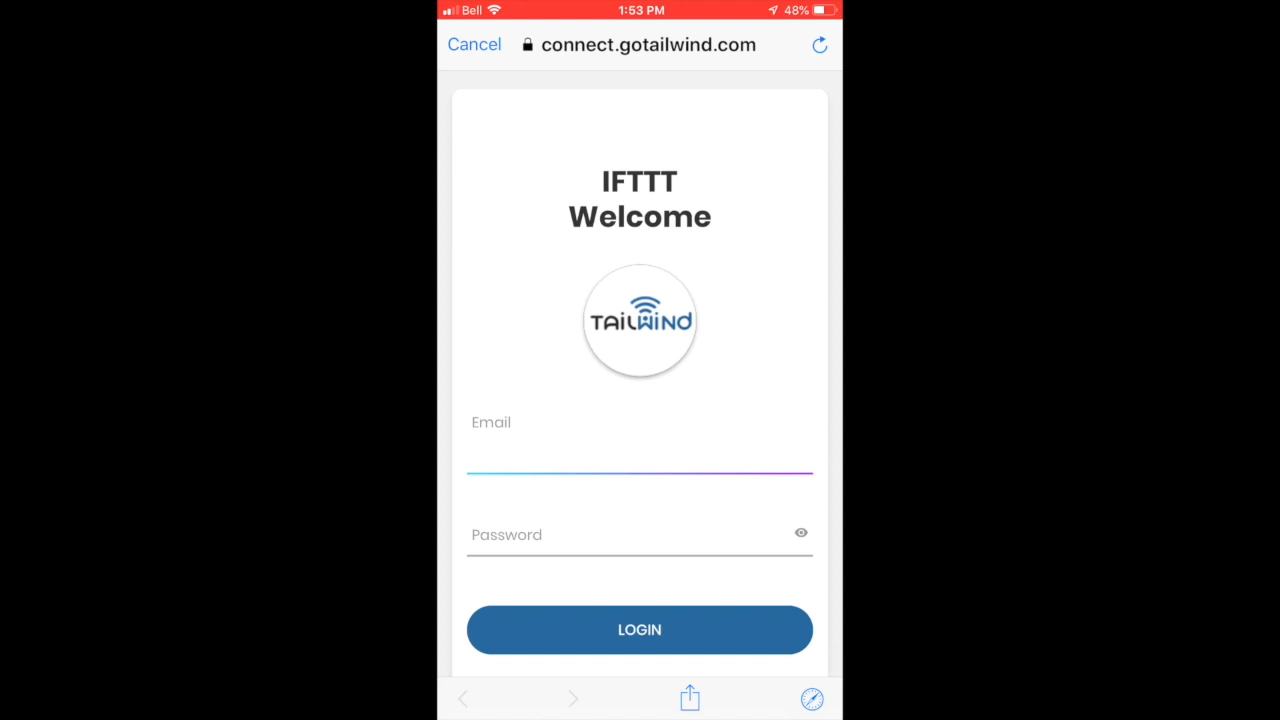 Bell 1:53 PM 48%
Cancel connect.gotailwind.com
IFTTT
Welcome
TAILWIND
Email
Password
LOGIN